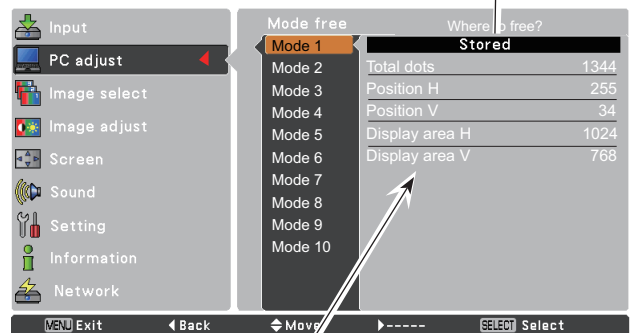 Input
PC adjust
Image select
Image adjust
Screen
Sound
Setting
Information
Network
Mode free
Mode 1
Mode 2
Mode 3
Mode 4
Mode 5
Mode 6
Mode 7
Mode 8
Mode 9
Mode 10
Where to free?
Stored
Total dots 1344
Position H 255
Position V 34
Display area H 1024
Display area V 768
MENU Exit Back Move ----- SELECT Select